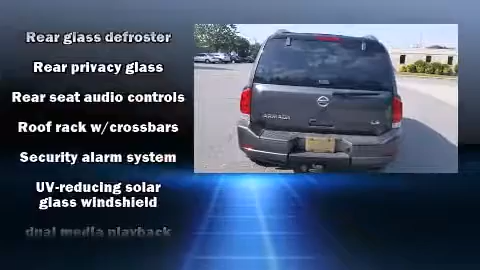 Rear glass defroster
Rear privacy glass
Rear seat audio controls
Roof rack w/crossbars
Security alarm system
UV-reducing solar
glass windshield
dual media playback
ARMADA